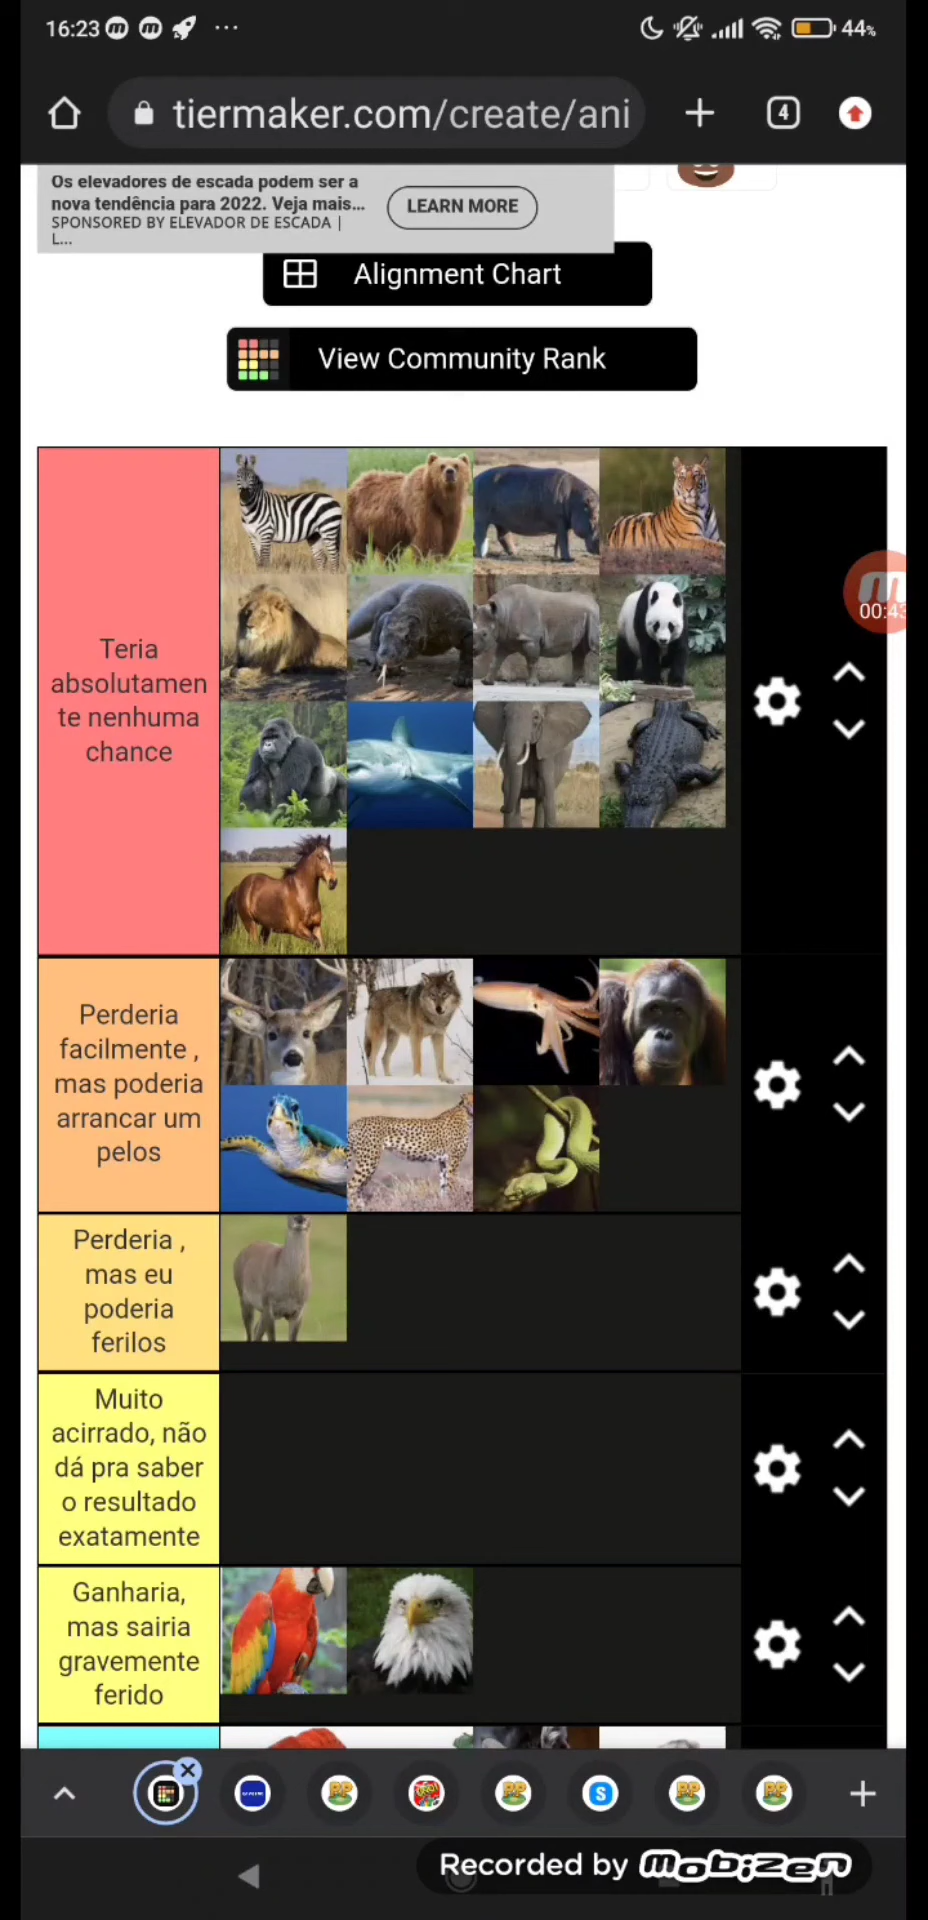 16:23
44%
tiermaker.com/create/ani
4
Os elevadores de escada podem ser a
nova tendência para 2022. Veja mais...
SPONSORED BY ELEVADOR DE ESCADA |
L...
LEARN MORE
Alignment Chart
View Community Rank
00:43
Teria
absolutamen
te nenhuma
chance
Perderia
facilmente ,
mas poderia
arrancar um
pelos
Perderia ,
mas eu
poderia
ferilos
Muito
acirrado, não
dá pra saber
o resultado
exatamente
Ganharia,
mas sairia
gravemente
ferido
Recorded by mobizen